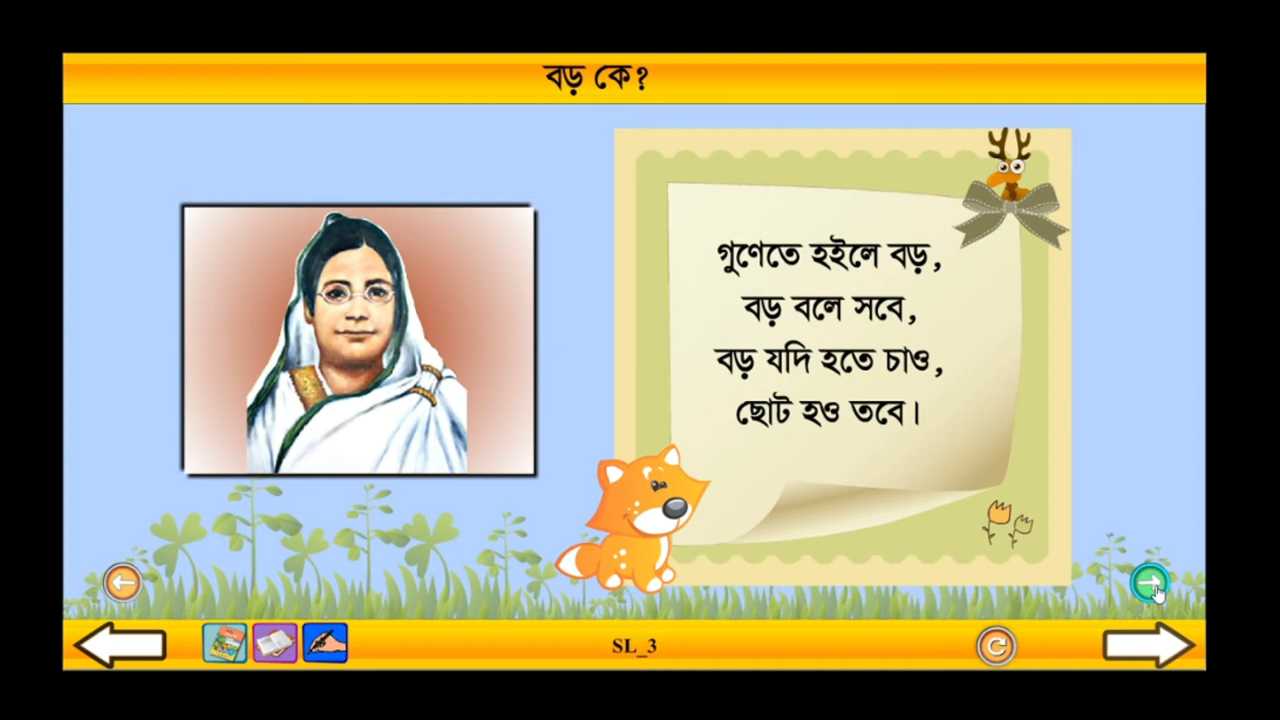 বড় কে?
গুণেতে হইলে বড়,
বড় বলে সবে,
বড় যদি হতে চাও,
ছোট হও তবে।
SL_3